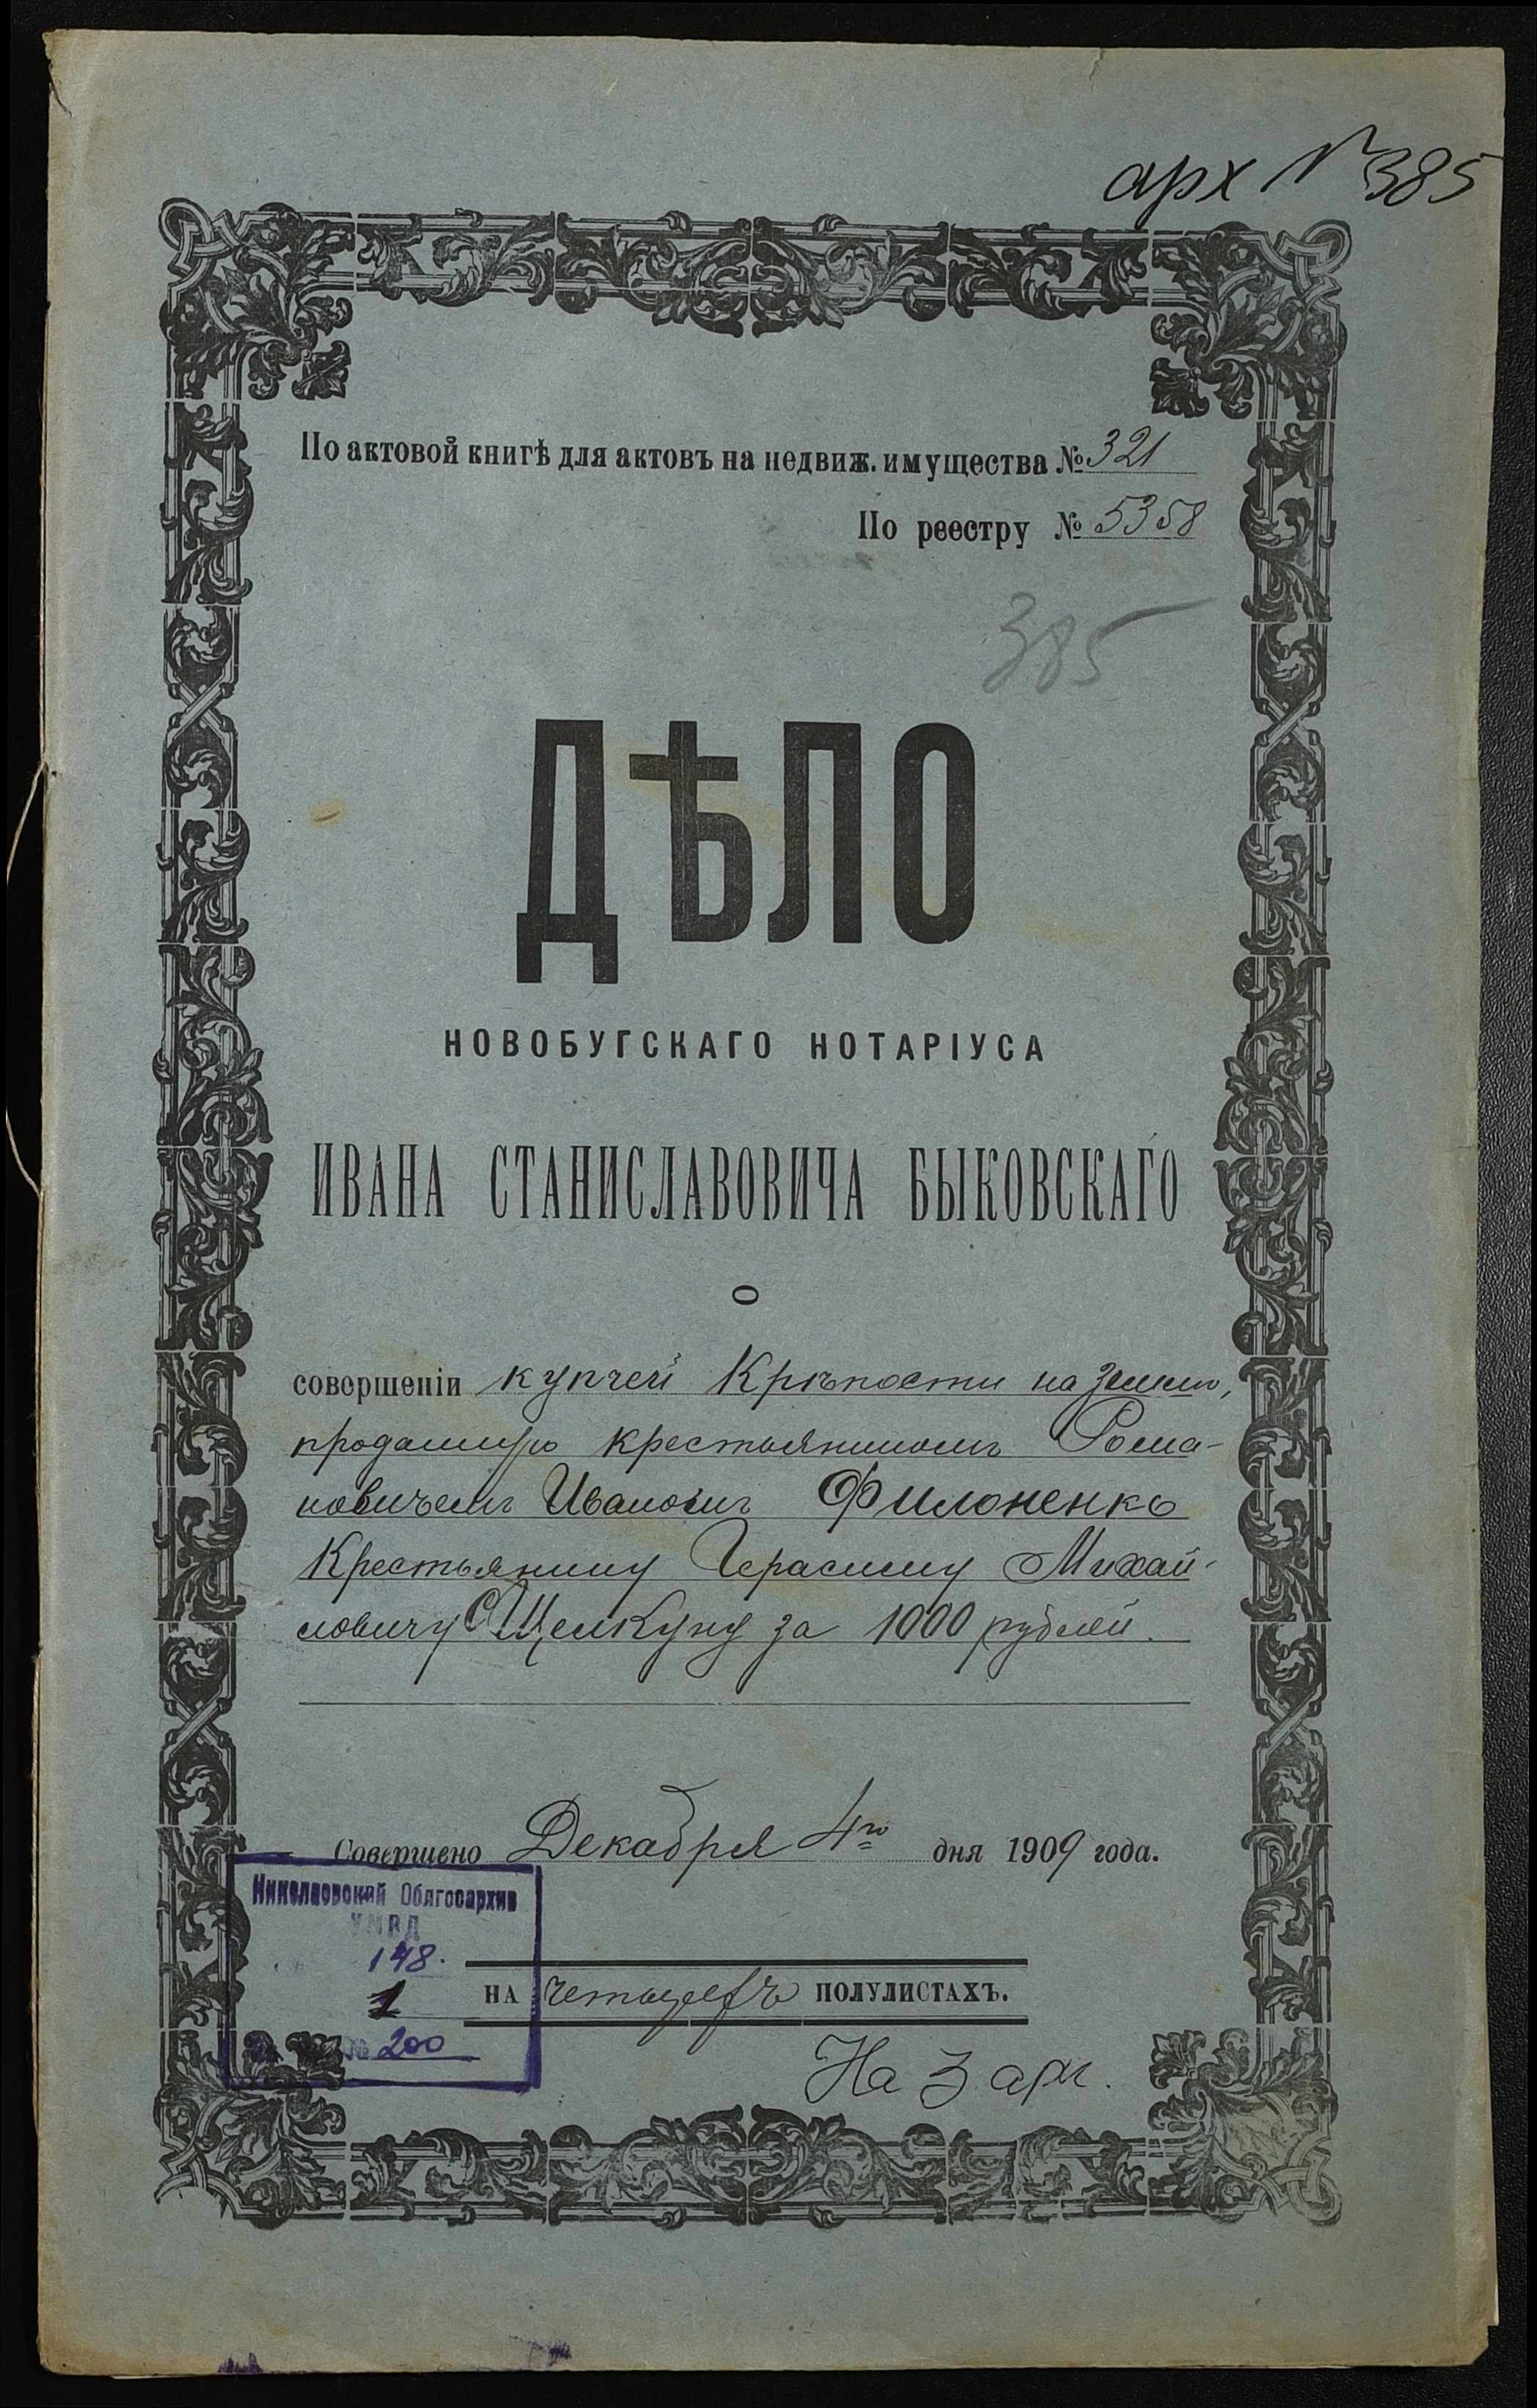 арх № 385
По актовой книгѣ для актовъ на недвиж. имущества № 321
По реестру № 5358
385
ДѢЛО
НОВОБУГСКАГО НОТАРІУСА
ИВАНА СТАНИСЛАВОВИЧА БЫКОВСКАГО
О
совершеніи купчей Крѣпости на землю,
проданную крестьяниномъ Рома-
новичемъ Ивановымъ Филоненко
Крестьянину Герасиму Михай-
ловичу Щелкуну за 1000 рублей.
Совершено Декабря 4го дня 1909 года.
Николаевский Облгосархив
УМВД
148.
1
№ 200
НА четырехъ ПОЛУЛИСТАХЪ.
На 3 арк.